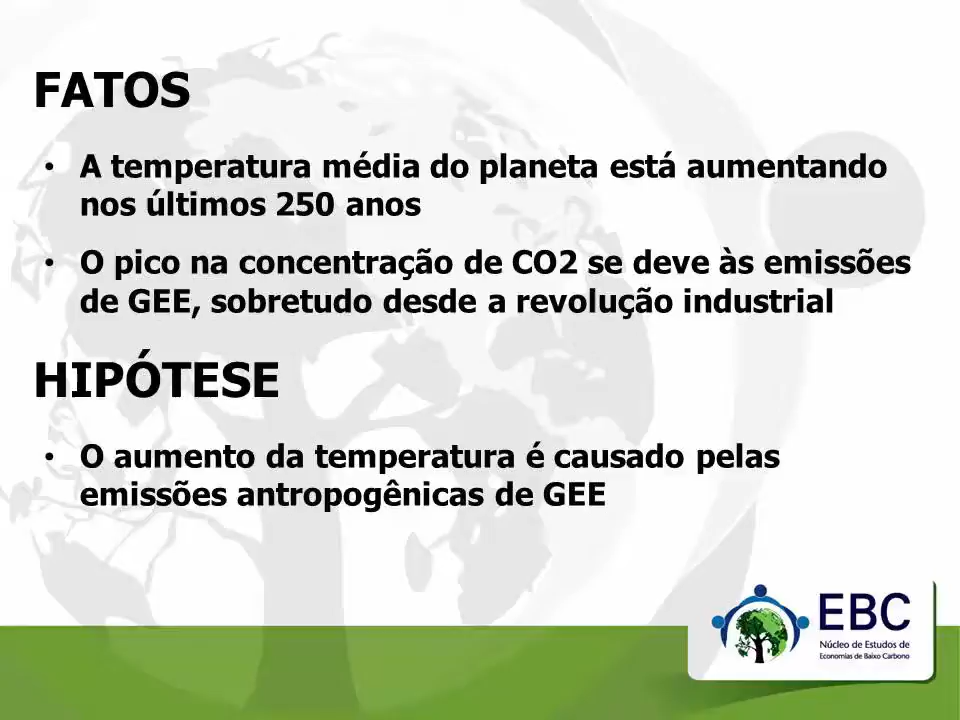 FATOS
• A temperatura média do planeta está aumentando
nos últimos 250 anos
• O pico na concentração de CO2 se deve às emissões
de GEE, sobretudo desde a revolução industrial
HIPÓTESE
• O aumento da temperatura é causado pelas
emissões antropogênicas de GEE
EBC
Núcleo de Estudos de
Economias de Baixo Carbono